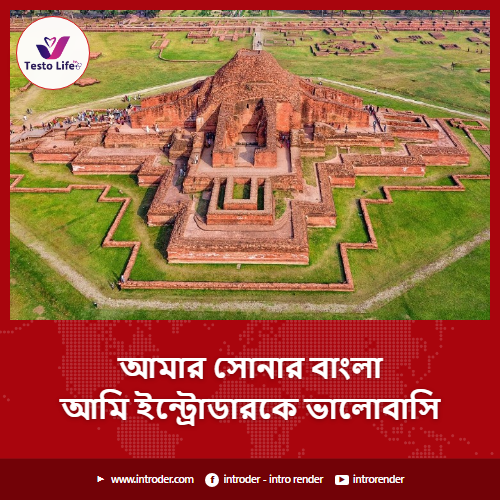 Testo Life
আমার সোনার বাংলা
আমি ইন্ট্রোডারকে ভালোবাসি
www.introder.com introder - intro render introrender